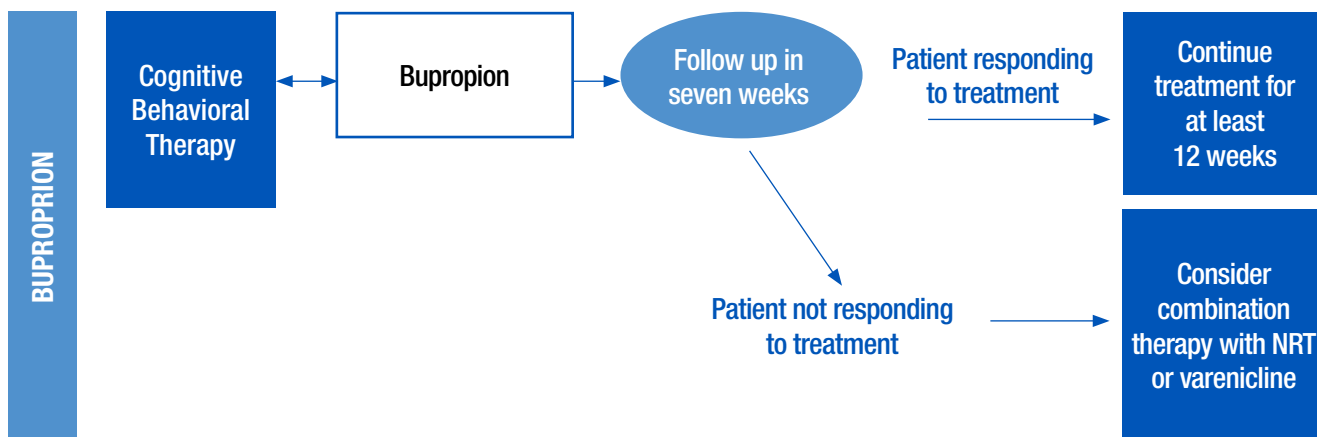 BUPROPRION
Cognitive
Behavioral
Therapy
Bupropion
Follow up in
seven weeks
Patient responding
to treatment
Continue
treatment for
at least
12 weeks
Patient not responding
to treatment
Consider
combination
therapy with NRT
or varenicline